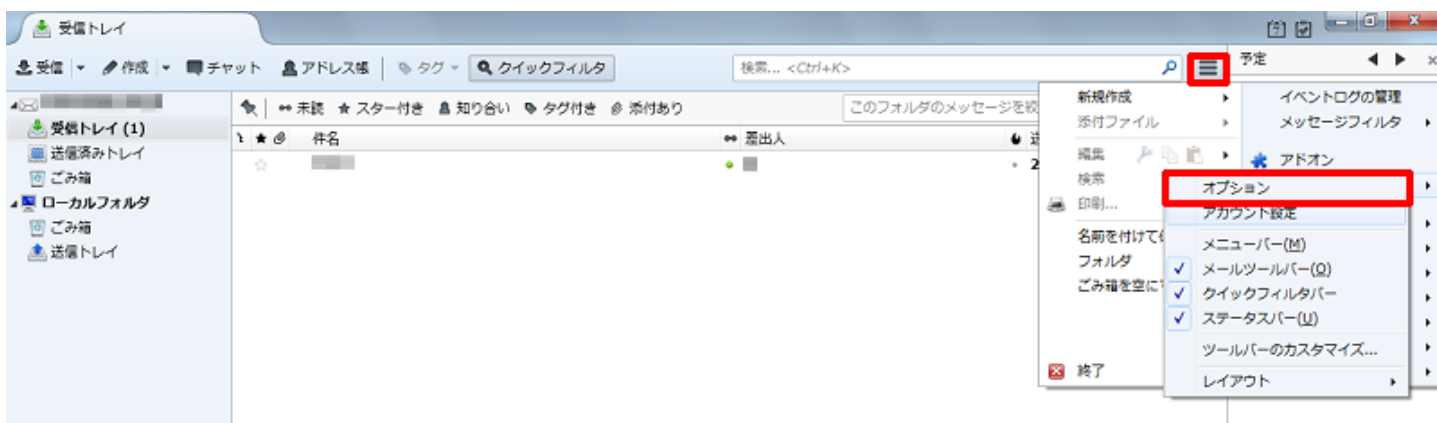 受信トレイ
受信 作成 チャット アドレス帳 タグ クイックフィルタ 検索... <Ctrl+K> 予定
未読 スター付き 知り合い タグ付き 添付あり このフォルダのメッセージを絞
件名 差出人
受信トレイ (1)
送信済みトレイ
ごみ箱
ローカルフォルダ
ごみ箱
送信トレイ
新規作成
添付ファイル
編集
検索
印刷...
名前を付けて
フォルダ
ごみ箱を空に
終了
イベントログの管理
メッセージフィルタ
アドオン
オプション
アカウント設定
メニューバー(M)
メールツールバー(O)
クイックフィルタバー
ステータスバー(U)
ツールバーのカスタマイズ...
レイアウト